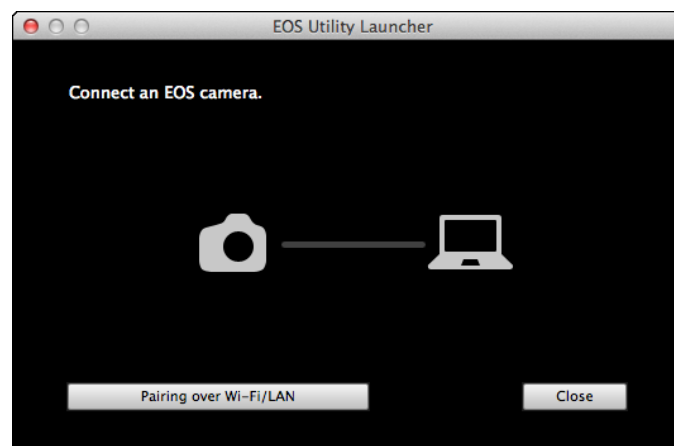 EOS Utility Launcher
Connect an EOS camera.
Pairing over Wi-Fi/LAN
Close